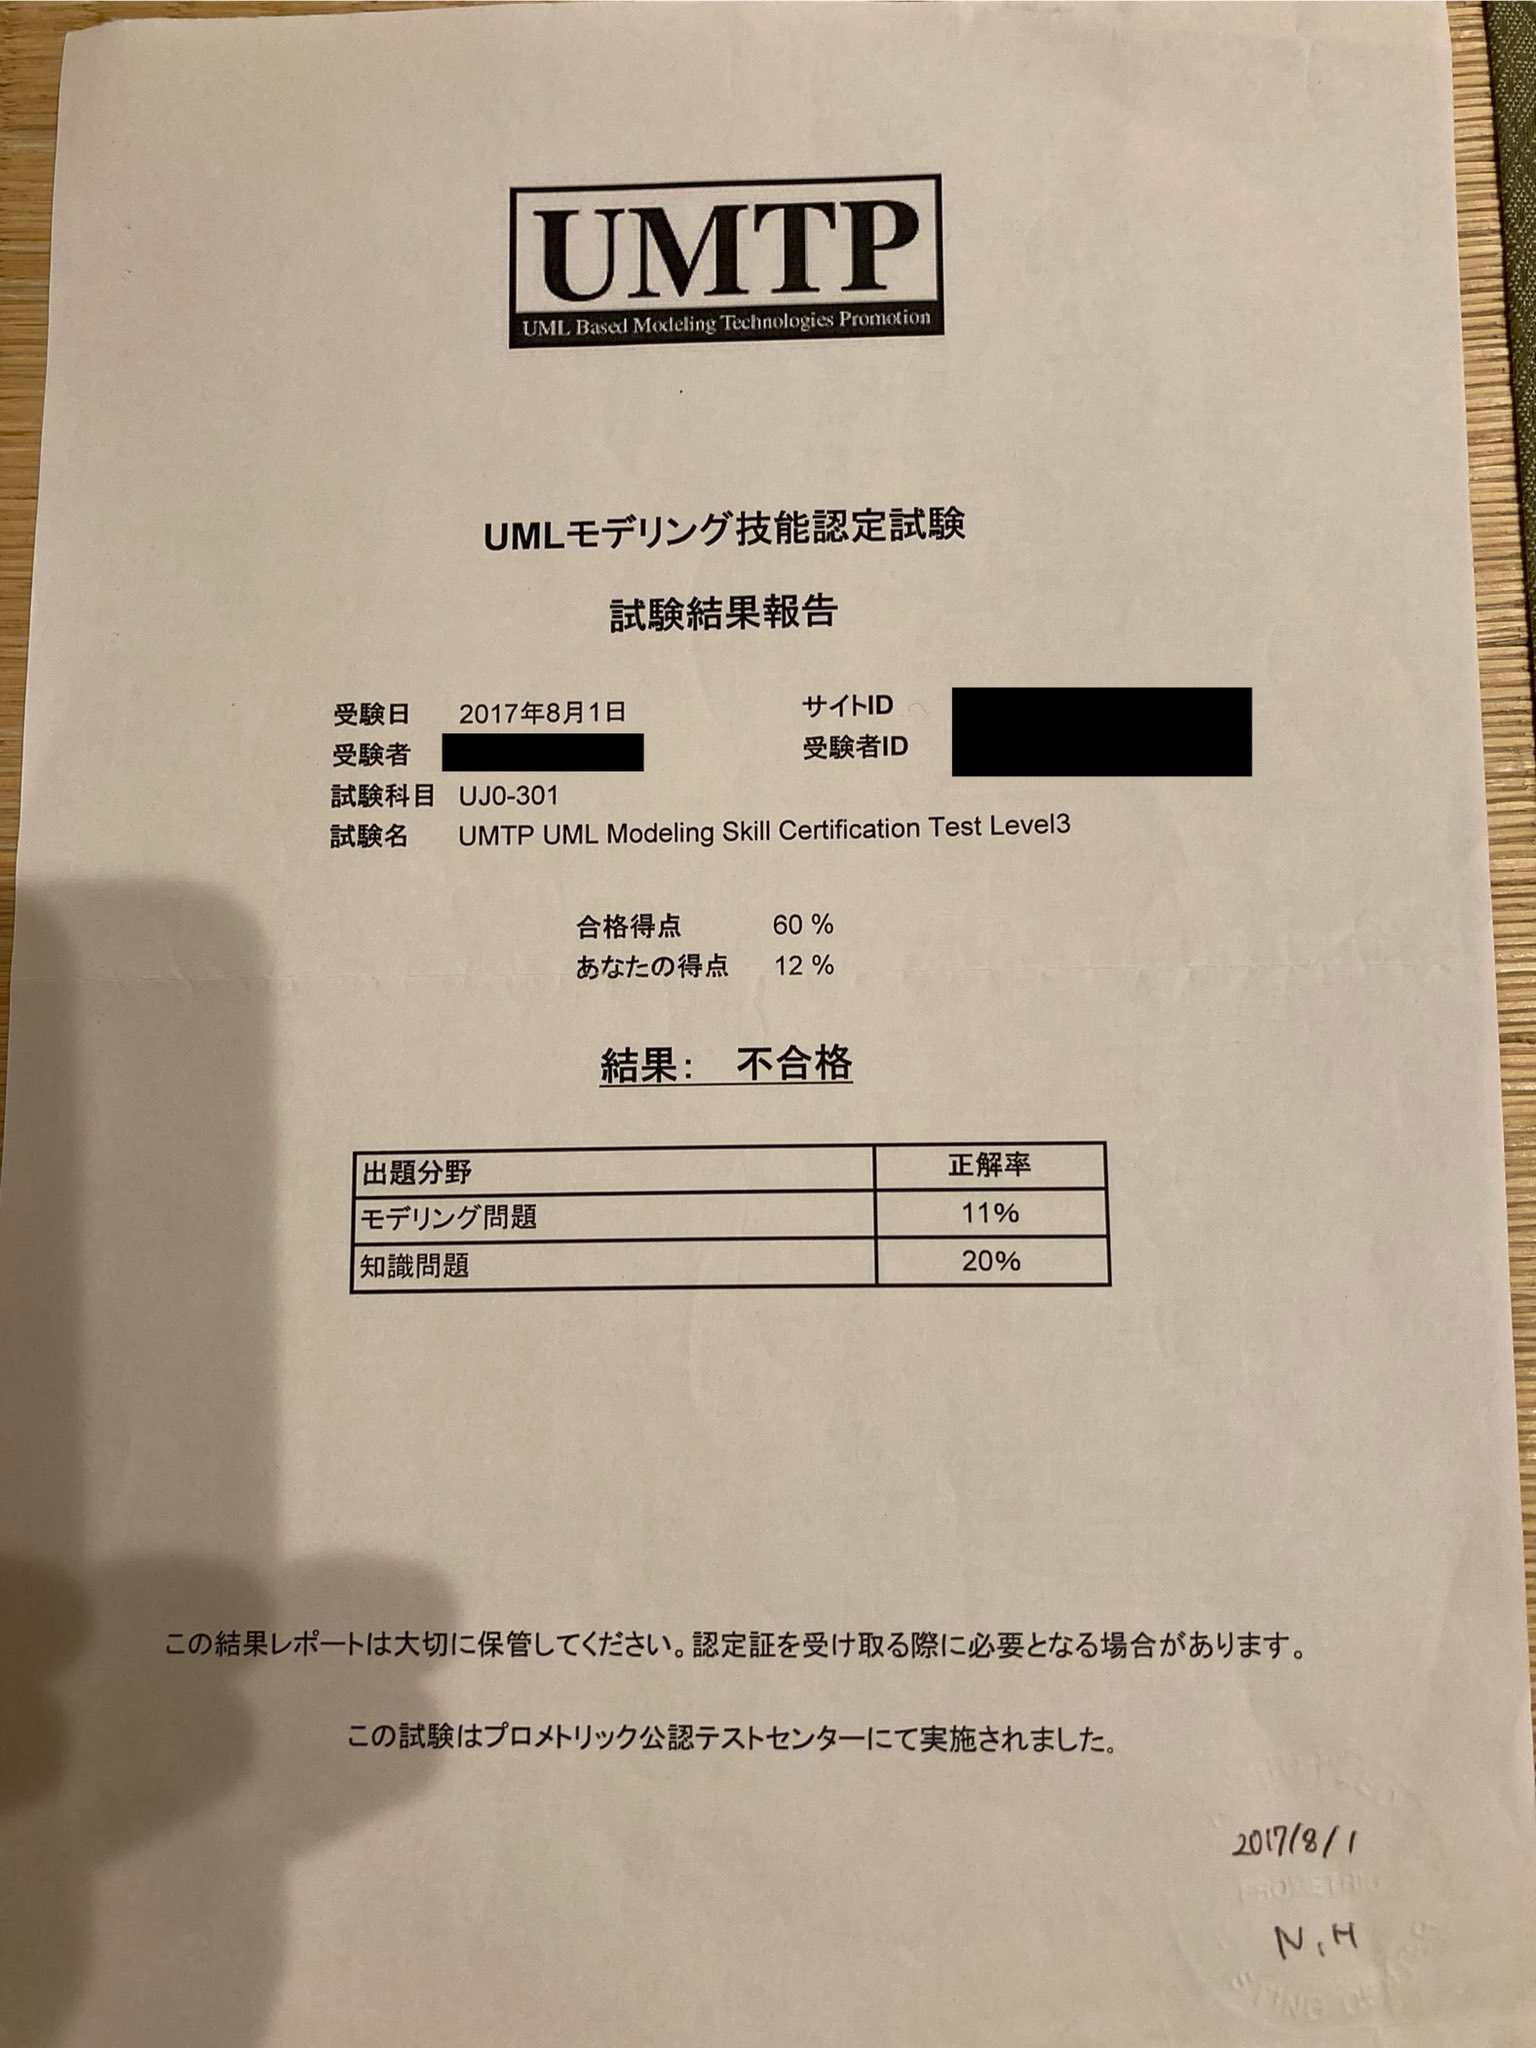 UMTP
UML Based Modeling Technologies Promotion
UMLモデリング技能認定試験
試験結果報告
受験日 2017年8月1日 サイトID
受験者 受験者ID
試験科目 UJ0-301
試験名 UMTP UML Modeling Skill Certification Test Level3
合格得点 60 %
あなたの得点 12 %
結果： 不合格
出題分野 正解率
モデリング問題 11%
知識問題 20%
この結果レポートは大切に保管してください。認定証を受け取る際に必要となる場合があります。
この試験はプロメトリック公認テストセンターにて実施されました。
2017/8/1
N.H